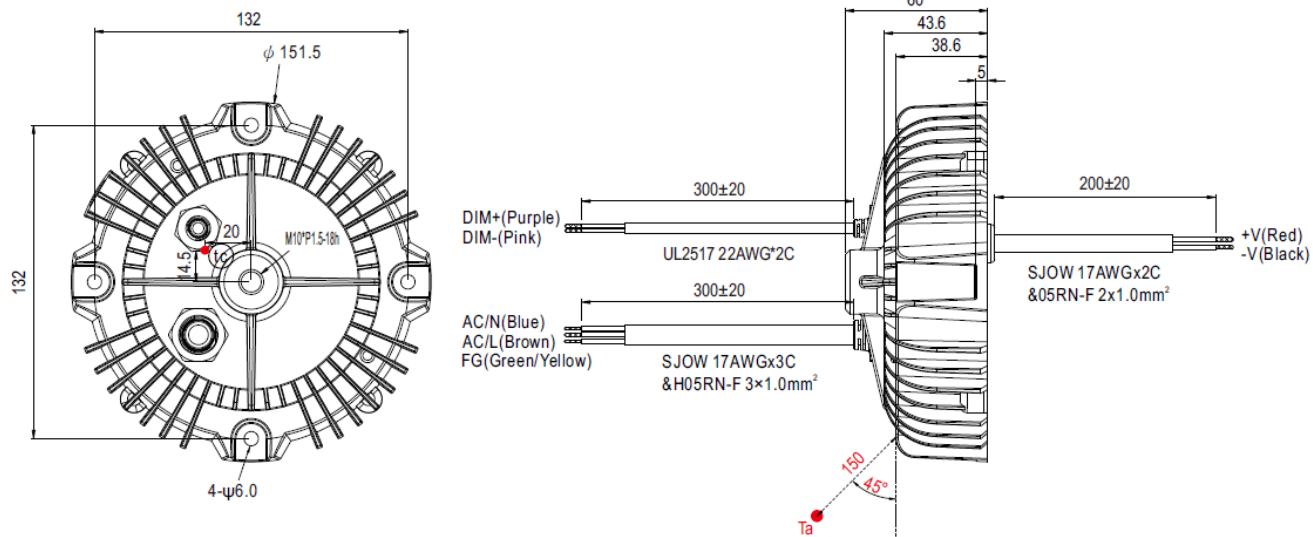 132
ϕ 151.5
132
20
M10*P1.5-18h
tc
14.5
4-ψ6.0
60
43.6
38.6
5
300±20
200±20
DIM+(Purple)
DIM-(Pink)
UL2517 22AWG*2C
+V(Red)
-V(Black)
SJOW 17AWGx2C
&05RN-F 2x1.0mm²
300±20
AC/N(Blue)
AC/L(Brown)
FG(Green/Yellow)
SJOW 17AWGx3C
&H05RN-F 3×1.0mm²
150
45°
Ta